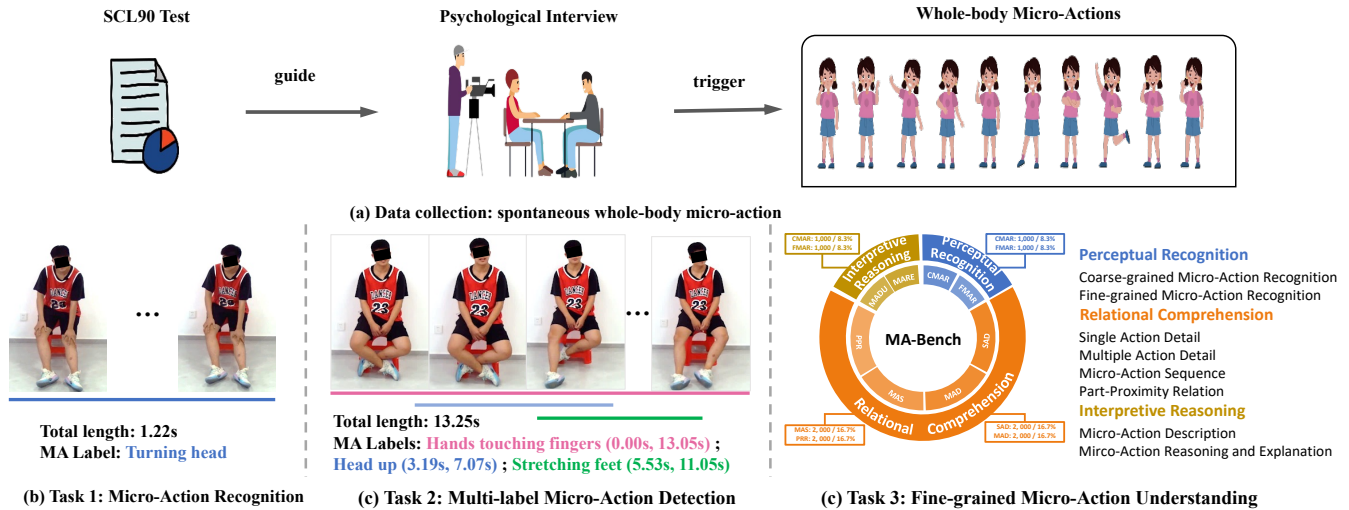 SCL90 Test
Psychological Interview
Whole-body Micro-Actions
guide
trigger
(a) Data collection: spontaneous whole-body micro-action
DANCER
23
DANCER
23
DANCER
23
DANCER
23
Total length: 1.22s
MA Label: Turning head
(b) Task 1: Micro-Action Recognition
Total length: 13.25s
MA Labels: Hands touching fingers (0.00s, 13.05s) ;
Head up (3.19s, 7.07s) ; Stretching feet (5.53s, 11.05s)
(c) Task 2: Multi-label Micro-Action Detection
CMAR: 1,000 / 8.3%
FMAR: 1,000 / 8.3%
CMAR: 1,000 / 8.3%
FMAR: 1,000 / 8.3%
Interpretive Reasoning
Perceptual Recognition
MADU
MARE
CMAR
FMAR
PPR
SAD
MAS
MAD
MA-Bench
Relational Comprehension
MAS: 2, 000 / 16.7%
PRR: 2, 000 / 16.7%
SAD: 2, 000 / 16.7%
MAD: 2, 000 / 16.7%
Perceptual Recognition
Coarse-grained Micro-Action Recognition
Fine-grained Micro-Action Recognition
Relational Comprehension
Single Action Detail
Multiple Action Detail
Micro-Action Sequence
Part-Proximity Relation
Interpretive Reasoning
Micro-Action Description
Mirco-Action Reasoning and Explanation
(c) Task 3: Fine-grained Micro-Action Understanding